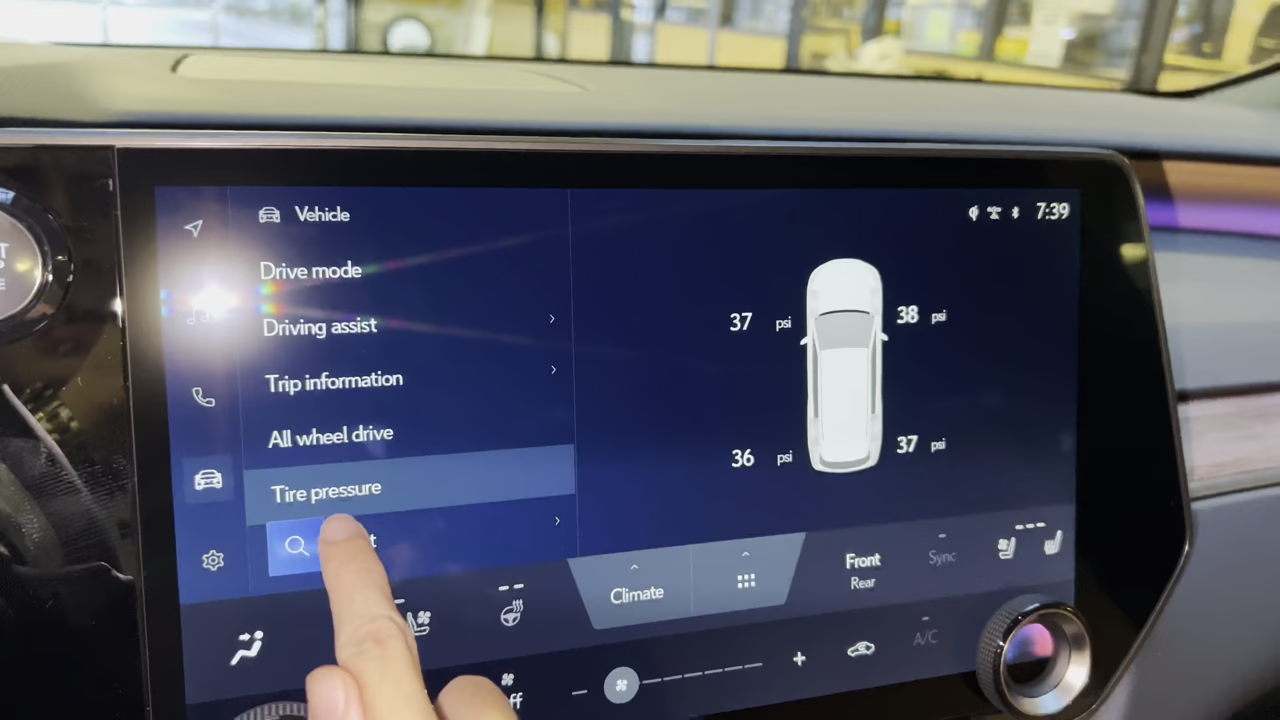 Vehicle
7:39
Drive mode
Driving assist
37 psi
38 psi
Trip information
All wheel drive
36 psi
37 psi
Tire pressure
Climate
Front
Rear
Sync
A/C